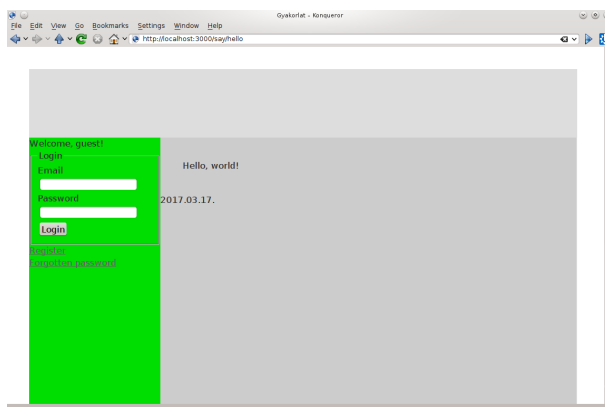 Gyakorlat - Konqueror
File Edit View Go Bookmarks Settings Window Help
http://localhost:3000/say/hello
Welcome, guest!
Login
Email
Hello, world!
Password
2017.03.17.
Login
Register
Forgotten password